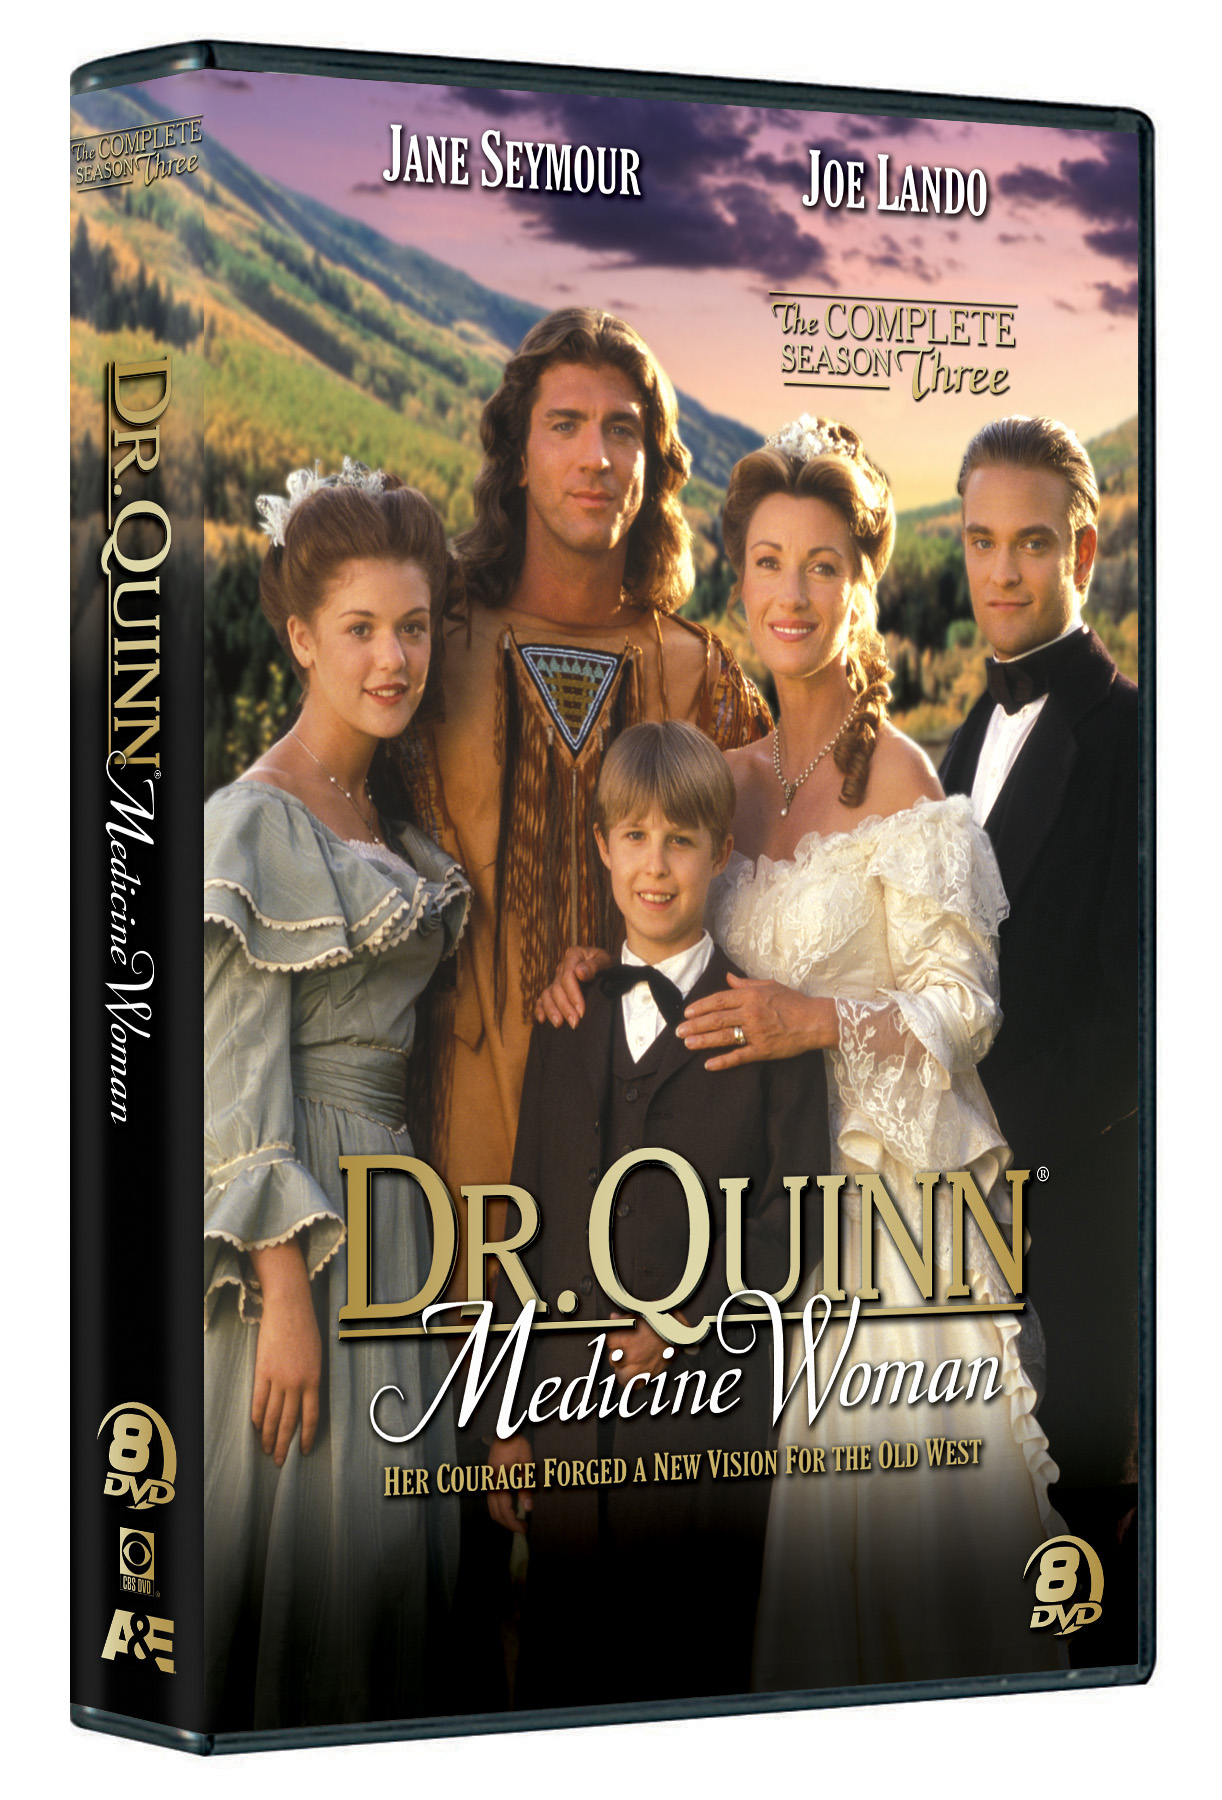 The COMPLETE
SEASON Three
DR. QUINN®
Medicine Woman
8
DVD
CBS DVD
A&E
JANE SEYMOUR
JOE LANDO
The COMPLETE
SEASON Three
DR. QUINN®
Medicine Woman
HER COURAGE FORGED A NEW VISION FOR THE OLD WEST
8
DVD